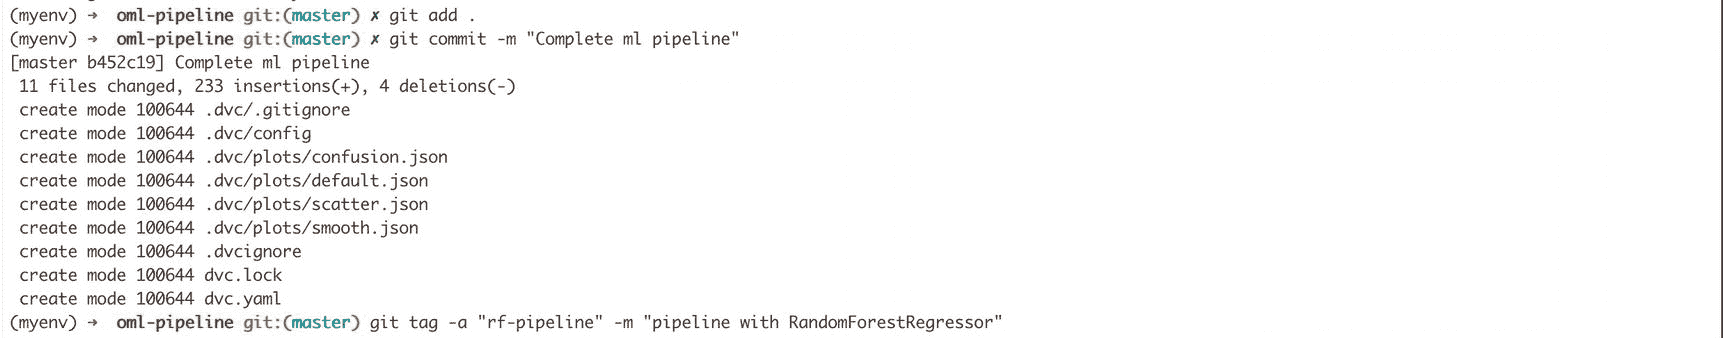 (myenv) → oml-pipeline git:(master) ✗ git add .
(myenv) → oml-pipeline git:(master) ✗ git commit -m "Complete ml pipeline"
[master b452c19] Complete ml pipeline
11 files changed, 233 insertions(+), 4 deletions(-)
create mode 100644 .dvc/.gitignore
create mode 100644 .dvc/config
create mode 100644 .dvc/plots/confusion.json
create mode 100644 .dvc/plots/default.json
create mode 100644 .dvc/plots/scatter.json
create mode 100644 .dvc/plots/smooth.json
create mode 100644 .dvcignore
create mode 100644 dvc.lock
create mode 100644 dvc.yaml
(myenv) → oml-pipeline git:(master) git tag -a "rf-pipeline" -m "pipeline with RandomForestRegressor"